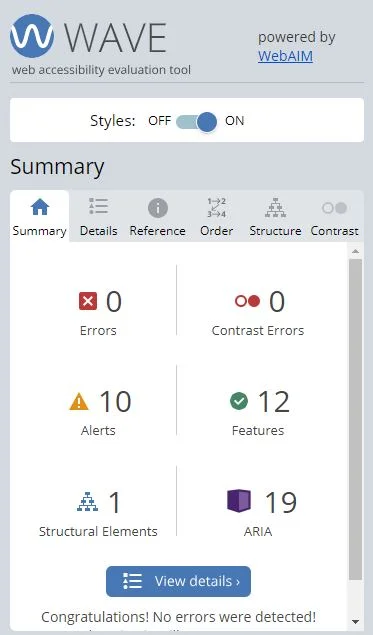 WAVE
powered by
WebAIM
web accessibility evaluation tool
Styles: OFF ON
Summary
Summary Details Reference Order Structure Contrast
1→2
3→4
0 0
Errors Contrast Errors
10 12
Alerts Features
1 19
Structural Elements ARIA
View details ›
Congratulations! No errors were detected!